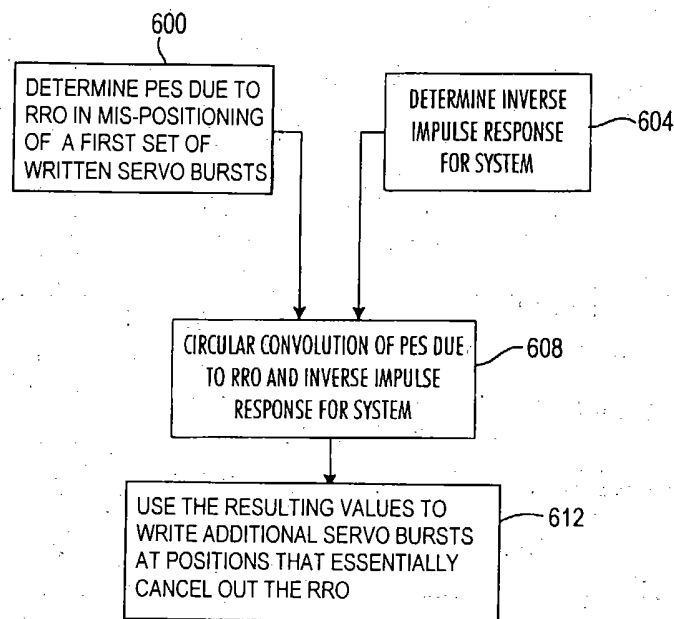 600
DETERMINE PES DUE TO
RRO IN MIS-POSITIONING
OF A FIRST SET OF
WRITTEN SERVO BURSTS
DETERMINE INVERSE
IMPULSE RESPONSE
FOR SYSTEM
604
CIRCULAR CONVOLUTION OF PES DUE
TO RRO AND INVERSE IMPULSE
RESPONSE FOR SYSTEM
608
USE THE RESULTING VALUES TO
WRITE ADDITIONAL SERVO BURSTS
AT POSITIONS THAT ESSENTIALLY
CANCEL OUT THE RRO
612